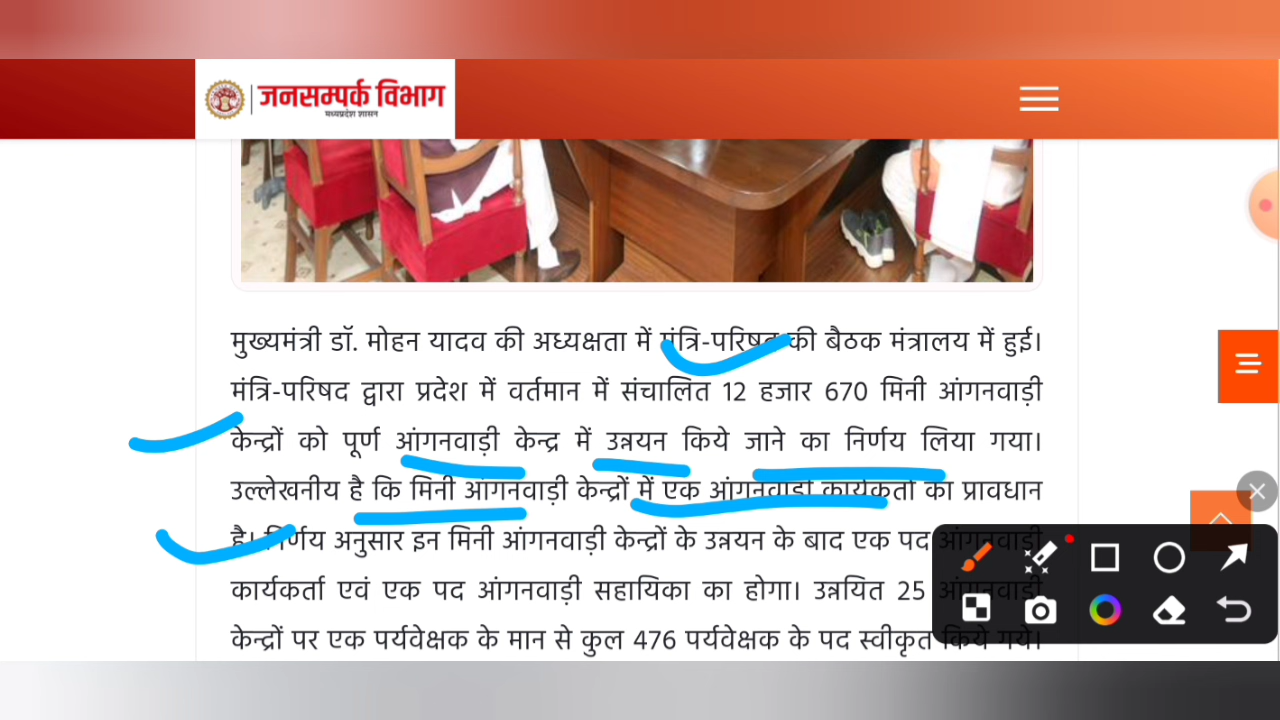 जनसम्पर्क विभाग
मध्यप्रदेश शासन
मुख्यमंत्री डॉ. मोहन यादव की अध्यक्षता में मंत्रि-परिषद की बैठक मंत्रालय में हुई।
मंत्रि-परिषद द्वारा प्रदेश में वर्तमान में संचालित 12 हजार 670 मिनी आंगनवाड़ी
केन्द्रों को पूर्ण आंगनवाड़ी केन्द्र में उन्नयन किये जाने का निर्णय लिया गया।
उल्लेखनीय है कि मिनी आंगनवाड़ी केन्द्रों में एक आंगनवाड़ी कार्यकर्ता का प्रावधान
है। निर्णय अनुसार इन मिनी आंगनवाड़ी केन्द्रों के उन्नयन के बाद एक पद आंगनवाड़ी
कार्यकर्ता एवं एक पद आंगनवाड़ी सहायिका का होगा। उन्नयित 25 आंगनवाड़ी
केन्द्रों पर एक पर्यवेक्षक के मान से कुल 476 पर्यवेक्षक के पद स्वीकृत किये गये।